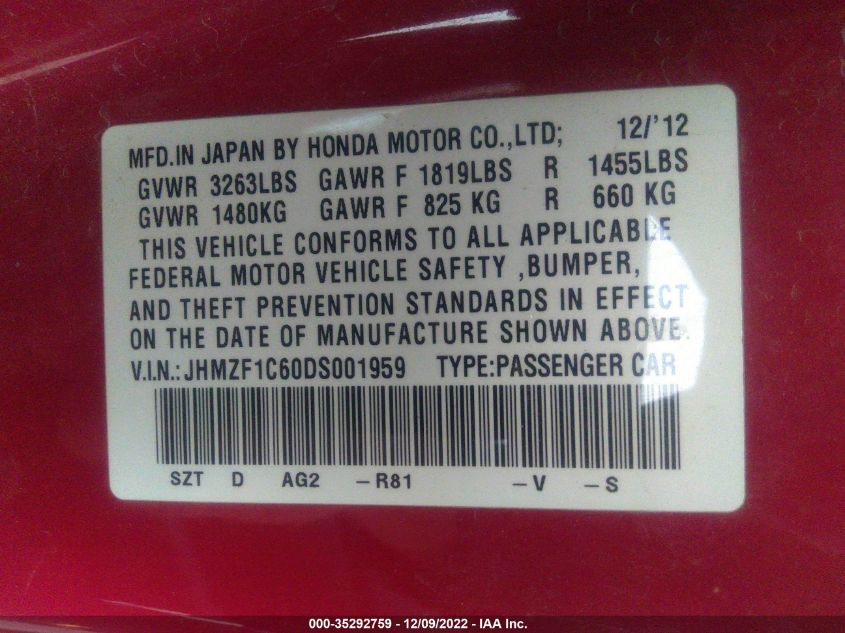 MFD.IN JAPAN BY HONDA MOTOR CO.,LTD; 12/'12
GVWR 3263LBS GAWR F 1819LBS R 1455LBS
GVWR 1480KG GAWR F 825 KG R 660 KG
THIS VEHICLE CONFORMS TO ALL APPLICABLE
FEDERAL MOTOR VEHICLE SAFETY ,BUMPER,
AND THEFT PREVENTION STANDARDS IN EFFECT
ON THE DATE OF MANUFACTURE SHOWN ABOVE.
V.I.N.:JHMZF1C60DS001959 TYPE:PASSENGER CAR
SZT D AG2 –R81 –V –S
000-35292759 - 12/09/2022 - IAA Inc.